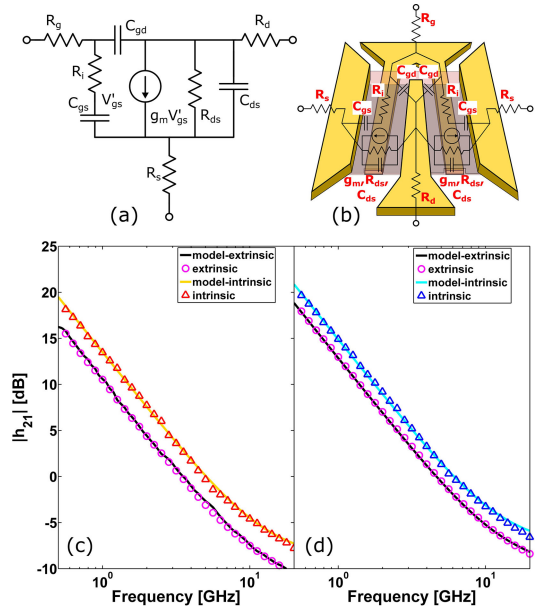 R_g
C_gd
R_d
R_i
C_gs
V'_gs
g_mV'_gs
R_ds
C_ds
R_s
(a)
R_g
C_gd C_gd
R_i R_i
R_s C_gs C_gs R_s
g_m, R_ds, g_m, R_ds,
C_ds C_ds
R_d
(b)
25
20
15
10
5
0
-5
-10
|h_21| [dB]
model-extrinsic
extrinsic
model-intrinsic
intrinsic
(c)
10^0 10^1
Frequency [GHz]
model-extrinsic
extrinsic
model-intrinsic
intrinsic
(d)
10^0 10^1
Frequency [GHz]